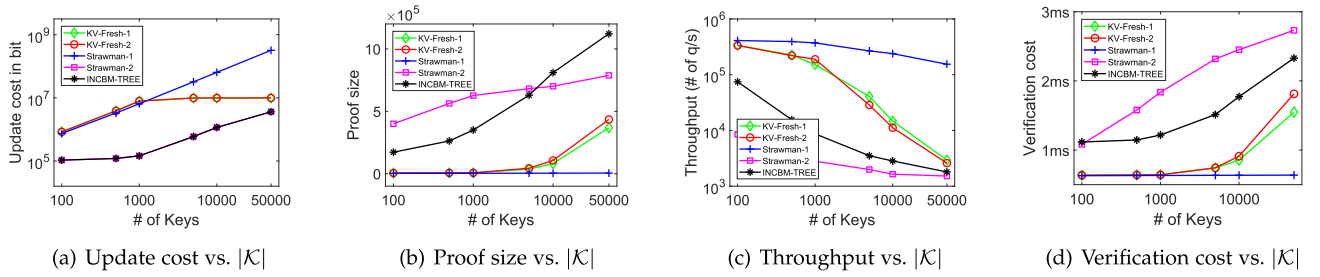 10^9
10^7
10^5
Update cost in bit
KV-Fresh-1
KV-Fresh-2
Strawman-1
Strawman-2
INCBM-TREE
100
1000
10000
50000
# of Keys
(a) Update cost vs. |𝒦|
×10^5
10
5
0
Proof size
KV-Fresh-1
KV-Fresh-2
Strawman-1
Strawman-2
INCBM-TREE
100
1000
10000
50000
# of Keys
(b) Proof size vs. |𝒦|
10^6
10^5
10^4
10^3
Throughput (# of q/s)
KV-Fresh-1
KV-Fresh-2
Strawman-1
Strawman-2
INCBM-TREE
100
1000
10000
50000
# of Keys
(c) Throughput vs. |𝒦|
3ms
2ms
1ms
Verification cost
KV-Fresh-1
KV-Fresh-2
Strawman-1
Strawman-2
INCBM-TREE
100
1000
10000
# of Keys
(d) Verification cost vs. |𝒦|